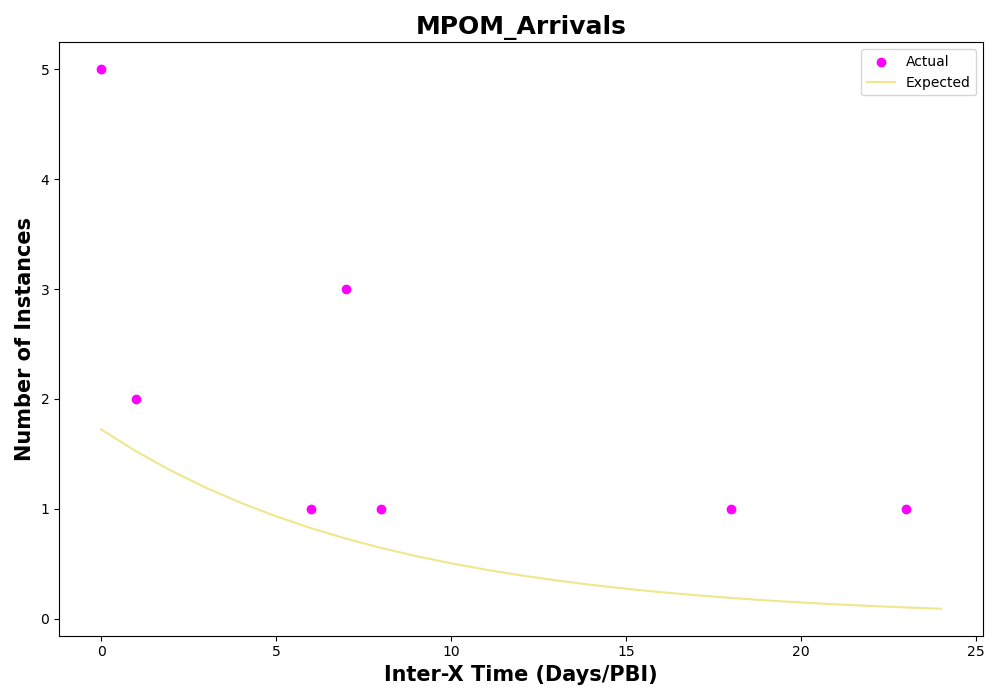 MPOM_Arrivals
Actual
Expected
Number of Instances
5
4
3
2
1
0
0
5
10
15
20
25
Inter-X Time (Days/PBI)